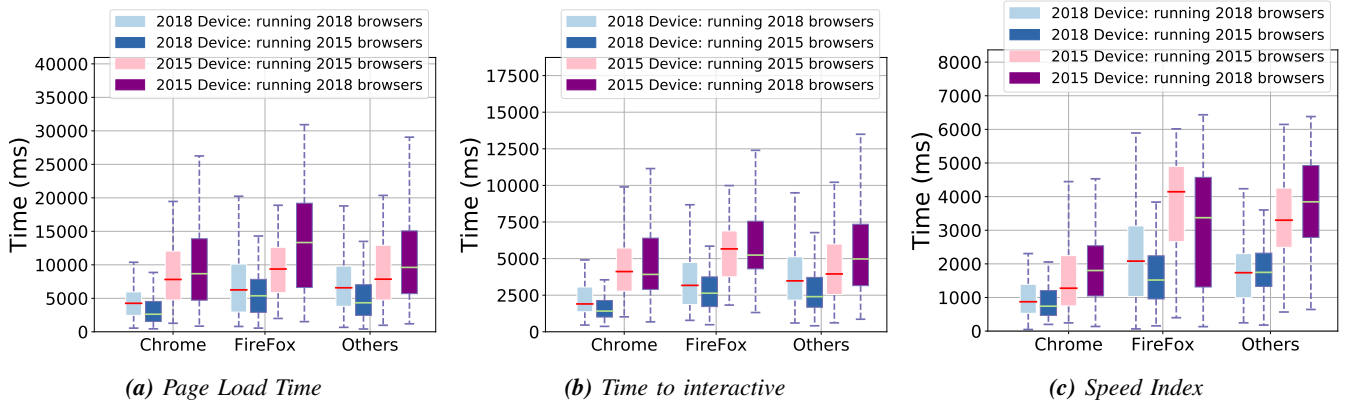 2018 Device: running 2018 browsers
2018 Device: running 2015 browsers
2015 Device: running 2015 browsers
2015 Device: running 2018 browsers
40000
35000
30000
25000
20000
15000
10000
5000
0
Time (ms)
Chrome FireFox Others
(a) Page Load Time
2018 Device: running 2018 browsers
2018 Device: running 2015 browsers
2015 Device: running 2015 browsers
2015 Device: running 2018 browsers
17500
15000
12500
10000
7500
5000
2500
0
Time (ms)
Chrome FireFox Others
(b) Time to interactive
2018 Device: running 2018 browsers
2018 Device: running 2015 browsers
2015 Device: running 2015 browsers
2015 Device: running 2018 browsers
8000
7000
6000
5000
4000
3000
2000
1000
0
Time (ms)
Chrome FireFox Others
(c) Speed Index